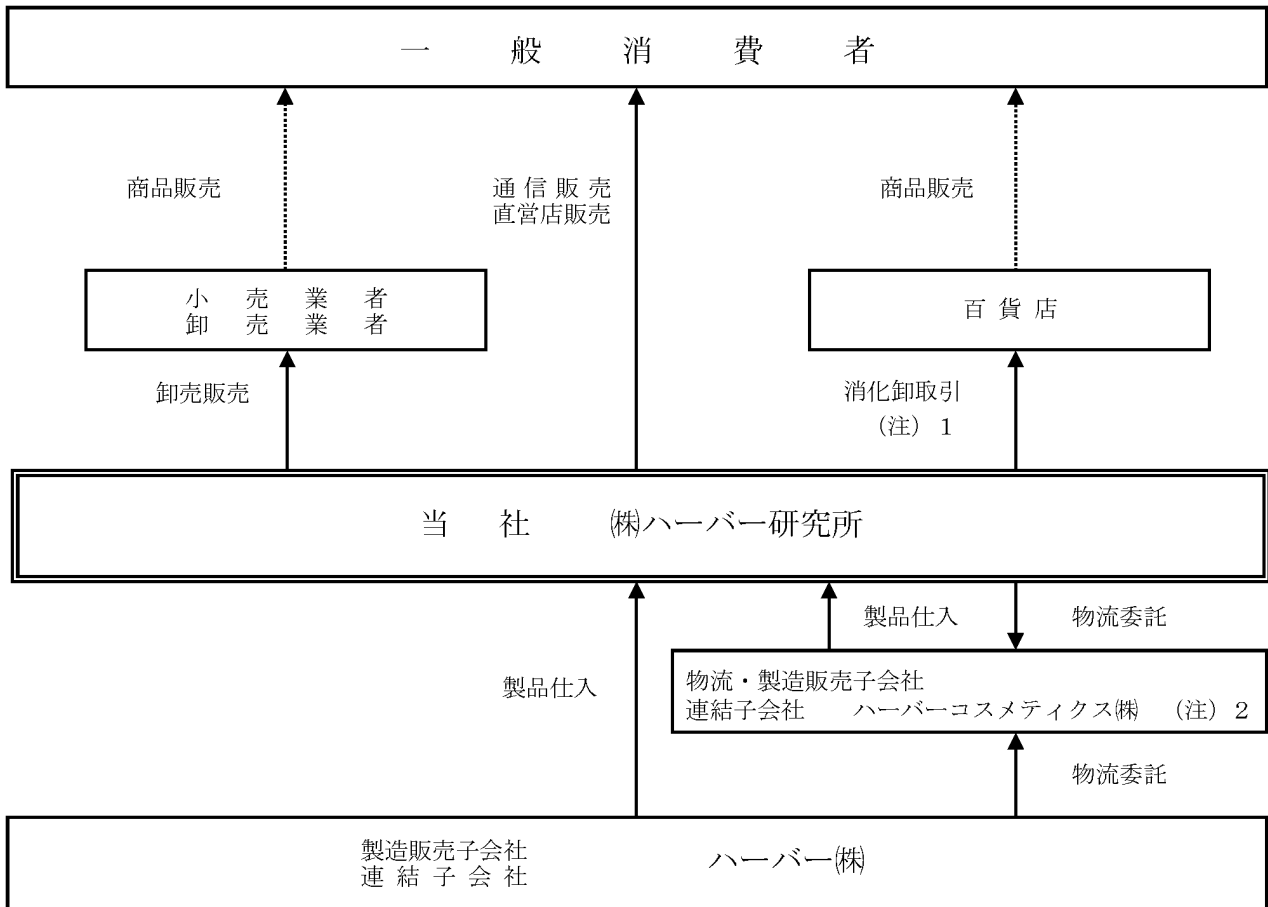 一般消費者
商品販売
通信販売
直営店販売
商品販売
小売業者
卸売業者
百貨店
卸売販売
消化卸取引
（注）１
当社 ㈱ハーバー研究所
製品仕入
物流委託
製品仕入
物流・製造販売子会社
連結子会社 ハーバーコスメティクス㈱ （注）２
物流委託
製造販売子会社
連結子会社
ハーバー㈱